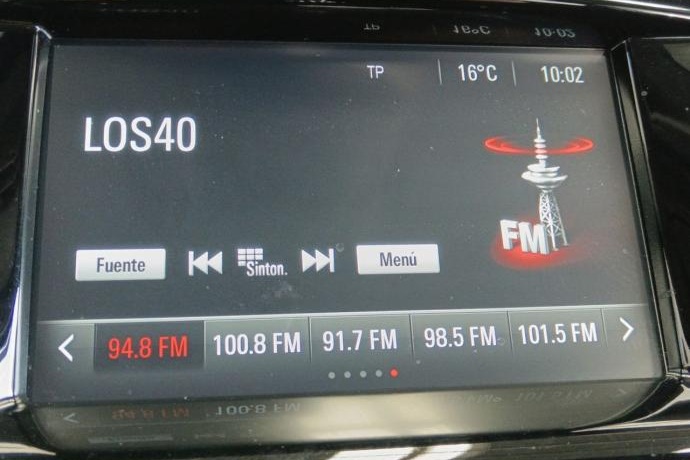 TP 16°C 10:02
LOS40
FM
Fuente Sinton. Menú
94.8 FM 100.8 FM 91.7 FM 98.5 FM 101.5 FM